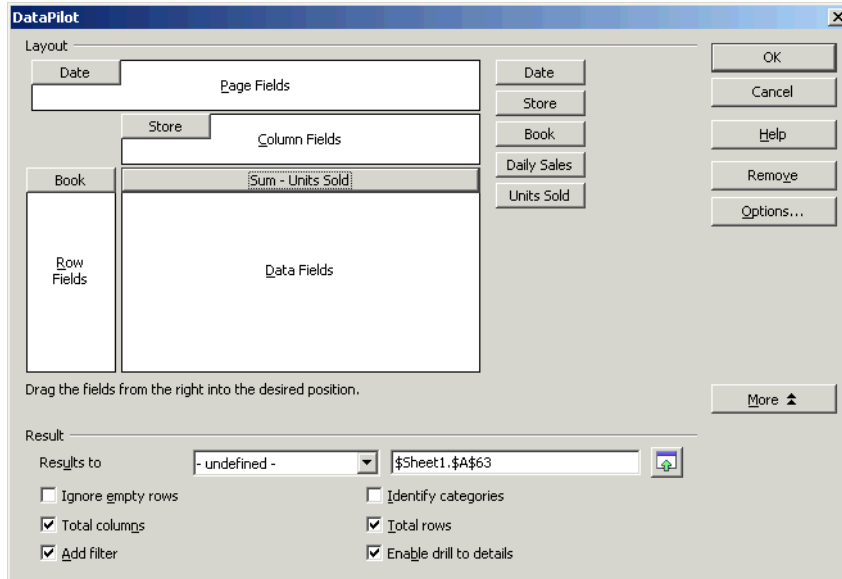 DataPilot
Layout
Date
Page Fields
Store
Column Fields
Book
Sum - Units Sold
Row
Fields
Data Fields
Date
Store
Book
Daily Sales
Units Sold
OK
Cancel
Help
Remove
Options...
Drag the fields from the right into the desired position.
More
Result
Results to
- undefined -
$Sheet1.$A$63
Ignore empty rows
Identify categories
Total columns
Total rows
Add filter
Enable drill to details